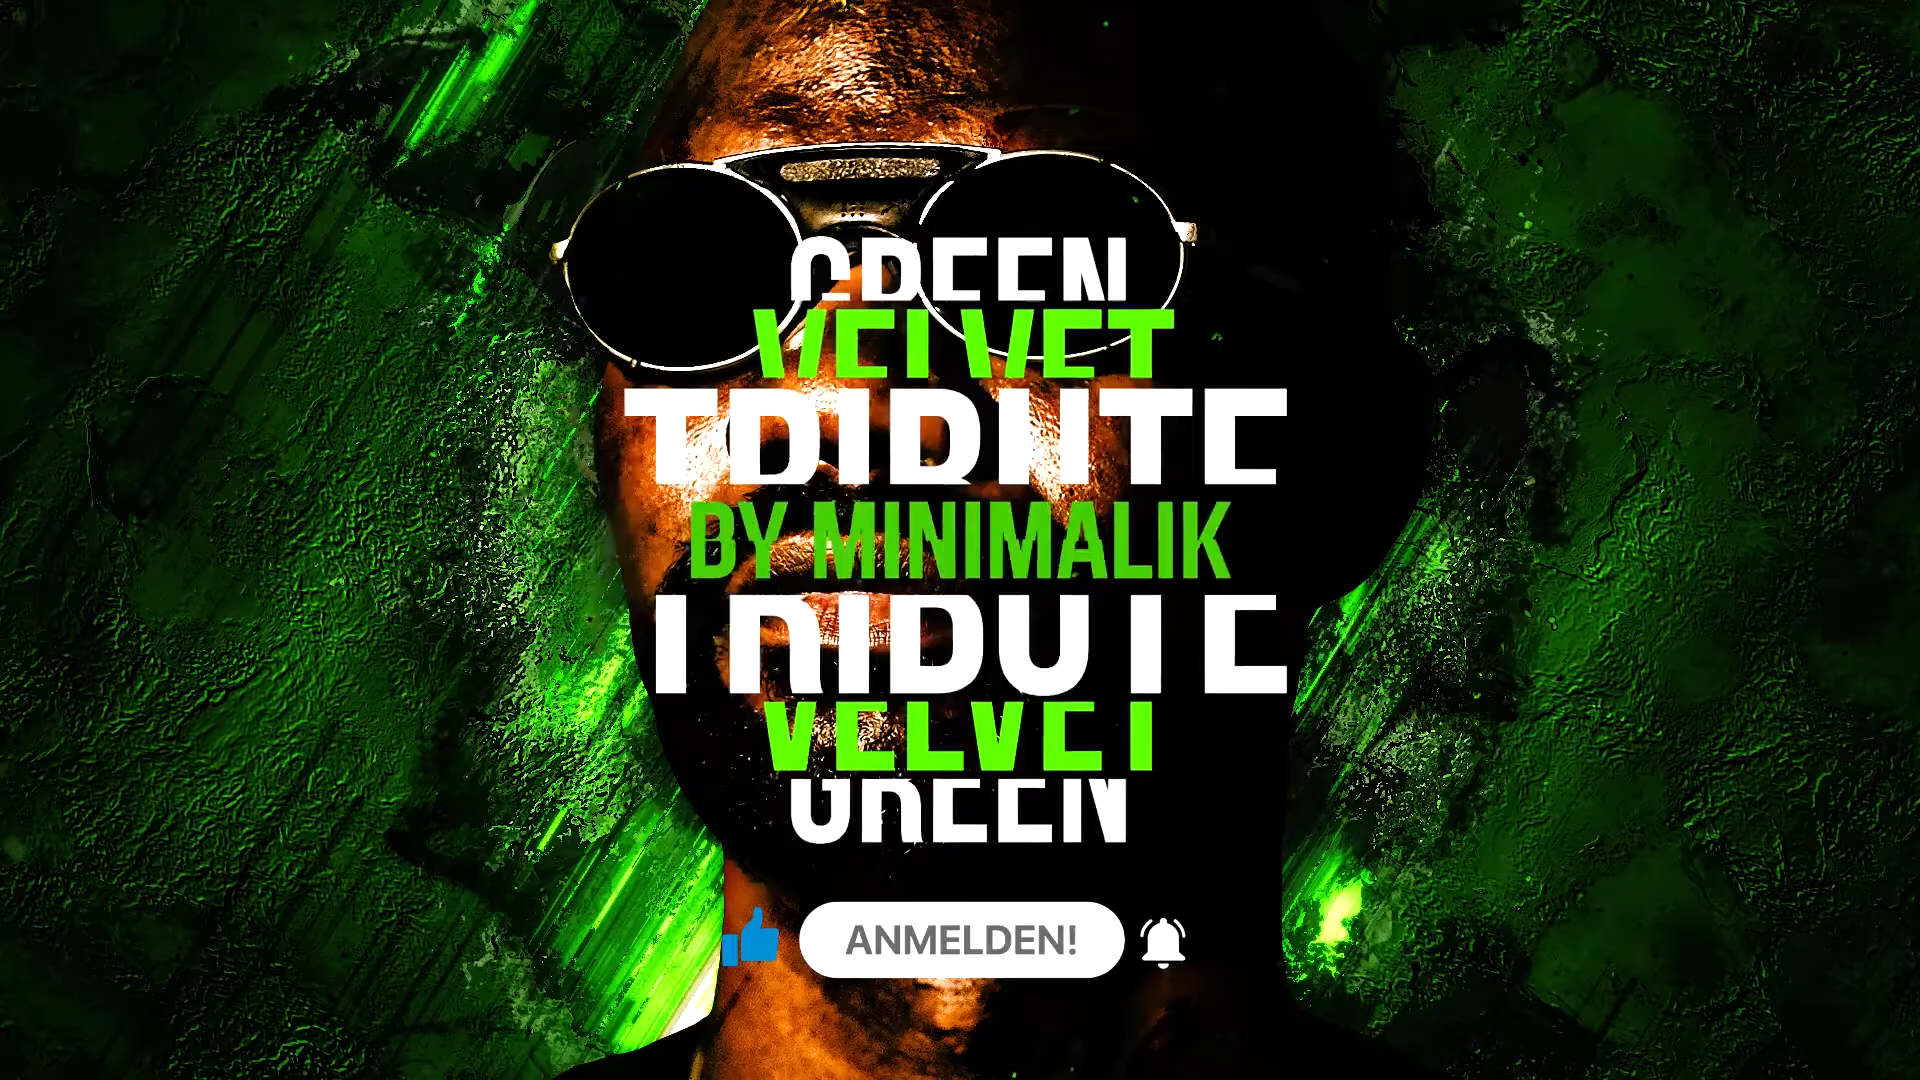 GREEN
VELVET
TRIBUTE
BY MINIMALIK
TRIBUTE
VELVET
GREEN
ANMELDEN!